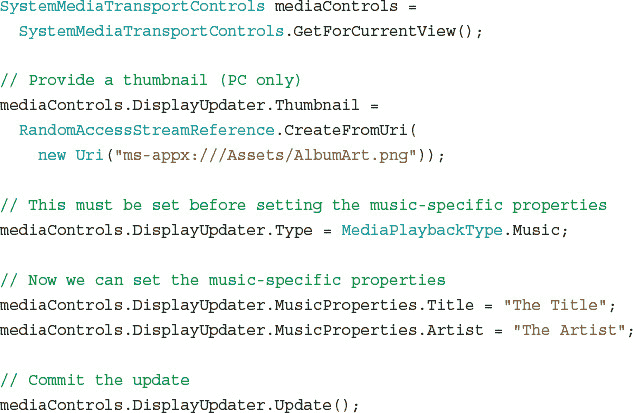 SystemMediaTransportControls mediaControls =
  SystemMediaTransportControls.GetForCurrentView();

// Provide a thumbnail (PC only)
mediaControls.DisplayUpdater.Thumbnail =
  RandomAccessStreamReference.CreateFromUri(
    new Uri("ms-appx:///Assets/AlbumArt.png"));

// This must be set before setting the music-specific properties
mediaControls.DisplayUpdater.Type = MediaPlaybackType.Music;

// Now we can set the music-specific properties
mediaControls.DisplayUpdater.MusicProperties.Title = "The Title";
mediaControls.DisplayUpdater.MusicProperties.Artist = "The Artist";

// Commit the update
mediaControls.DisplayUpdater.Update();